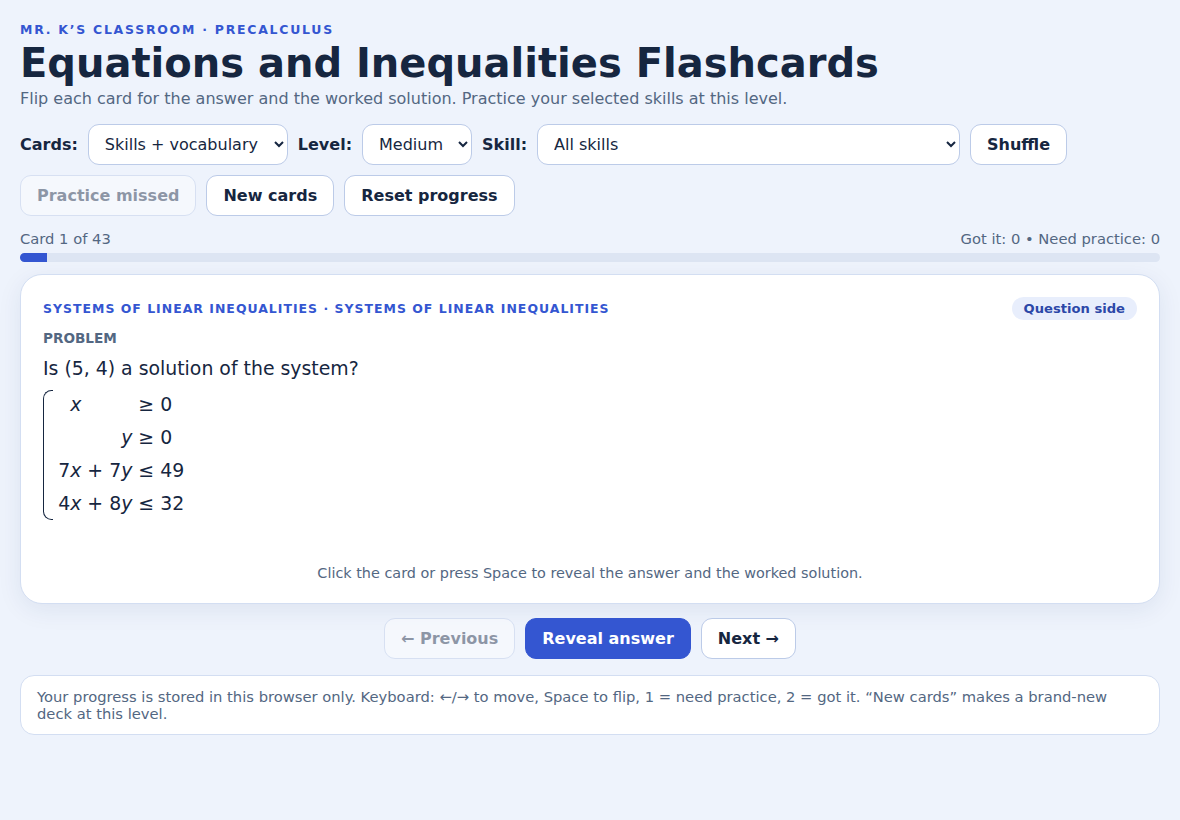 MR. K’S CLASSROOM · PRECALCULUS
Equations and Inequalities Flashcards
Flip each card for the answer and the worked solution. Practice your selected skills at this level.
Cards: Skills + vocabulary Level: Medium Skill: All skills Shuffle
Practice missed New cards Reset progress
Card 1 of 43 Got it: 0 • Need practice: 0
SYSTEMS OF LINEAR INEQUALITIES · SYSTEMS OF LINEAR INEQUALITIES Question side
PROBLEM
Is (5, 4) a solution of the system?
x ≥ 0
y ≥ 0
7x + 7y ≤ 49
4x + 8y ≤ 32
Click the card or press Space to reveal the answer and the worked solution.
← Previous Reveal answer Next →
Your progress is stored in this browser only. Keyboard: ←/→ to move, Space to flip, 1 = need practice, 2 = got it. “New cards” makes a brand-new
deck at this level.